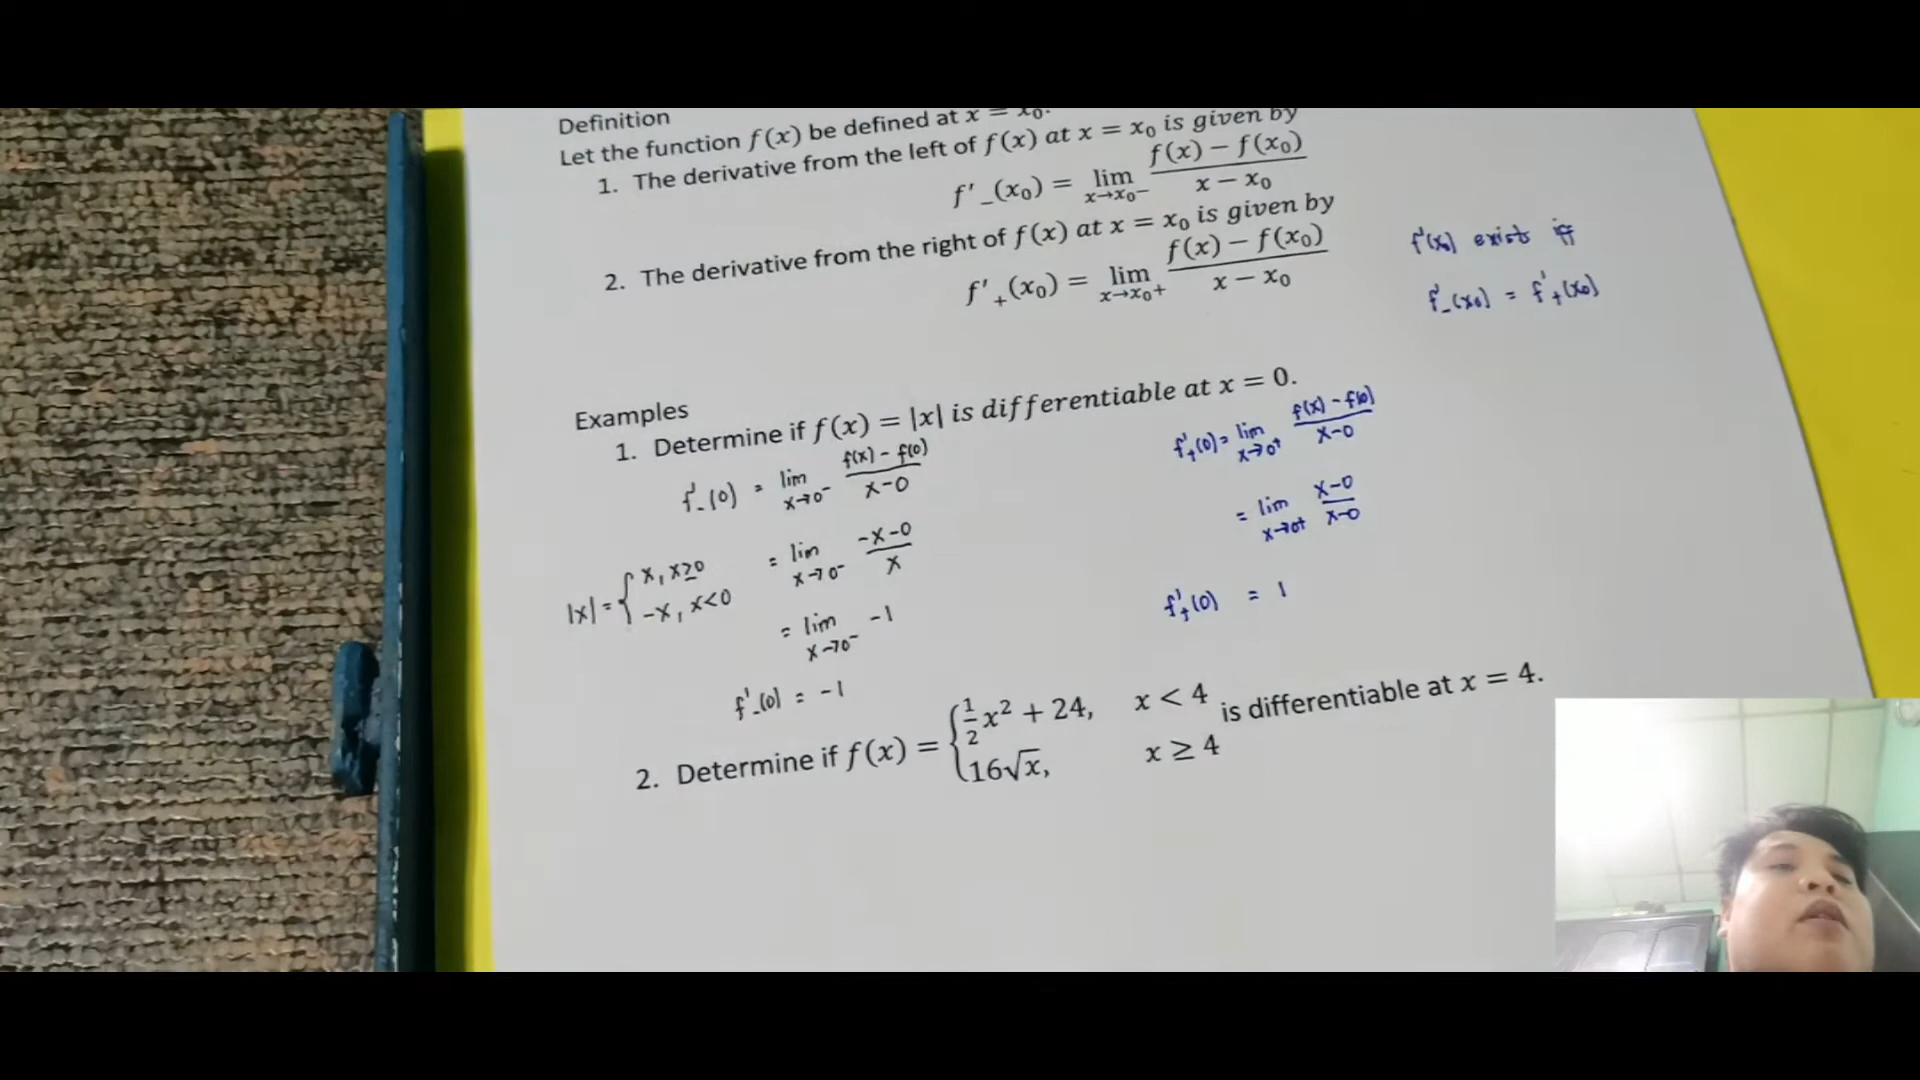 Definition
Let the function f(x) be defined at x = x₀.
1. The derivative from the left of f(x) at x = x₀ is given by
f'₋(x₀) = lim x→x₀− (f(x) − f(x₀))/(x − x₀)
2. The derivative from the right of f(x) at x = x₀ is given by
f'₊(x₀) = lim x→x₀+ (f(x) − f(x₀))/(x − x₀)
f'(x₀) exists iff
f'₋(x₀) = f'₊(x₀)
Examples
1. Determine if f(x) = |x| is differentiable at x = 0.
f'₋(0) = lim x→0⁻ (f(x) − f(0))/(x−0)
= lim x→0⁻ (−x−0)/x
|x| = { x, x≥0
−x, x<0
= lim x→0⁻ −1
f'₋(0) = −1
f'₊(0) = lim x→0⁺ (f(x) − f(0))/(x−0)
= lim x→0+ (x−0)/(x−0)
f'₊(0) = 1
2. Determine if f(x) = { 1/2 x² + 24, x < 4
16√x, x ≥ 4 is differentiable at x = 4.